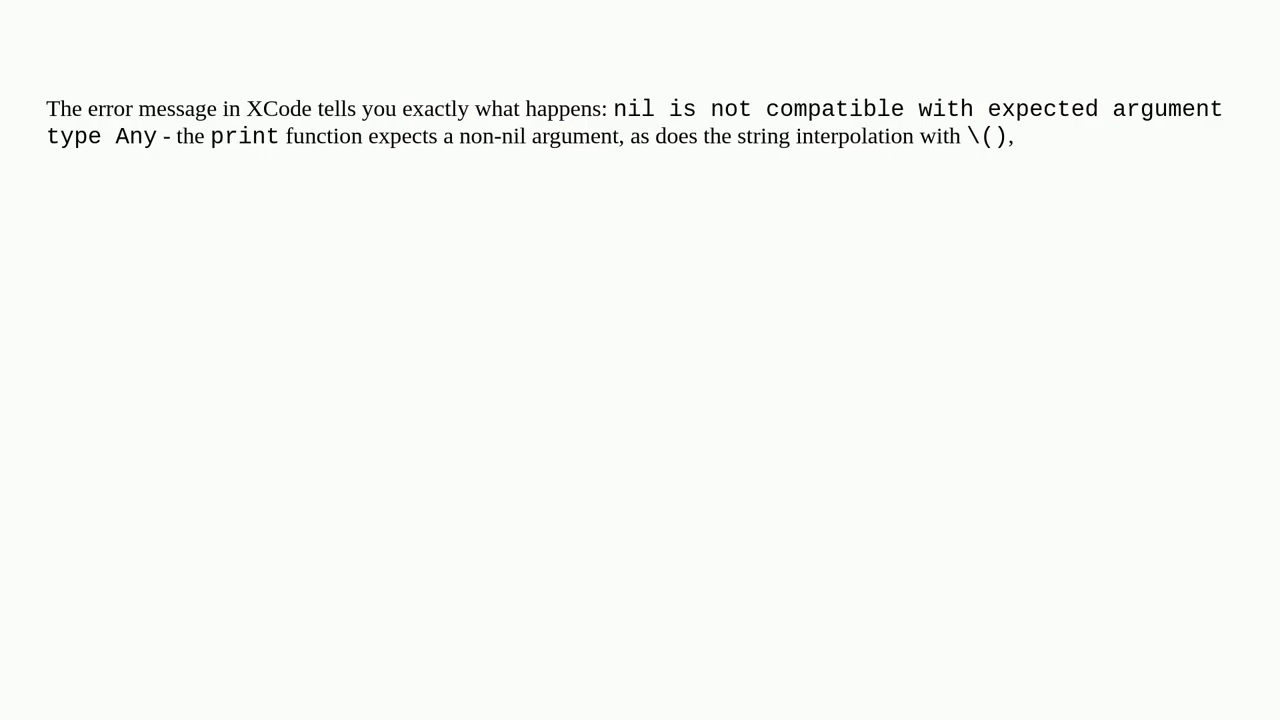 The error message in XCode tells you exactly what happens: nil is not compatible with expected argument
type Any - the print function expects a non-nil argument, as does the string interpolation with \(),